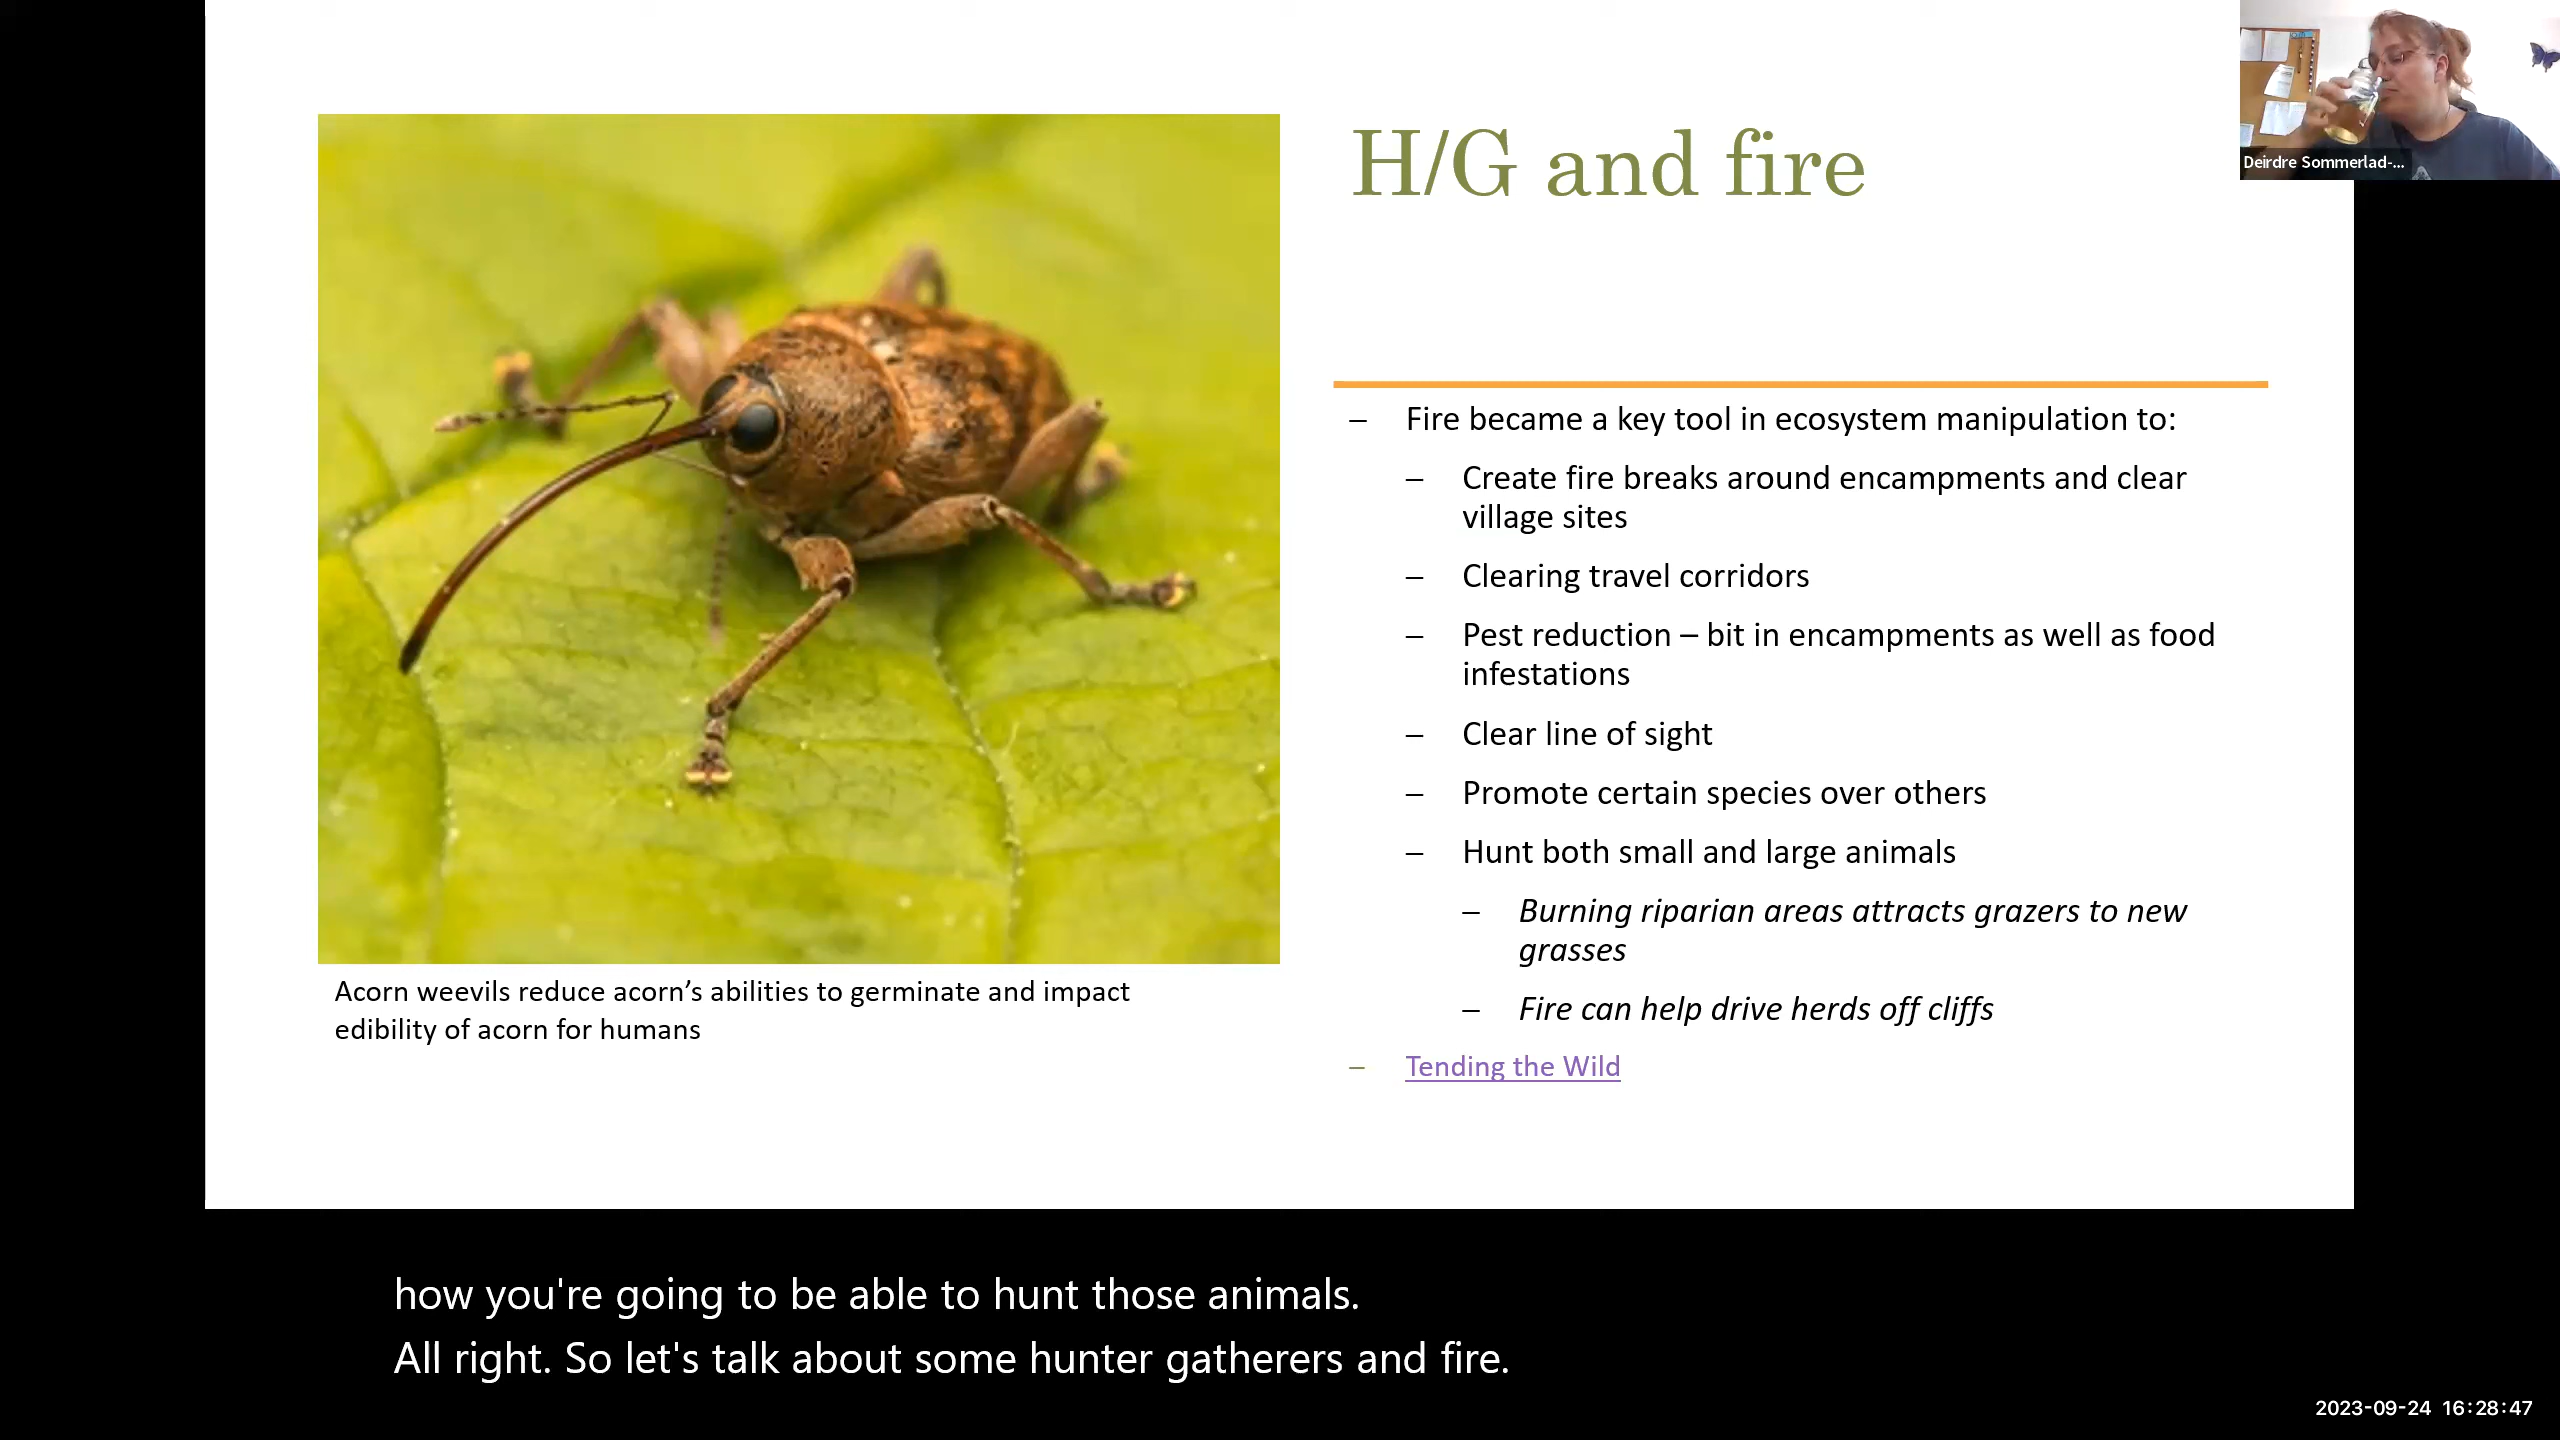 H/G and fire
– Fire became a key tool in ecosystem manipulation to:
– Create fire breaks around encampments and clear
village sites
– Clearing travel corridors
– Pest reduction – bit in encampments as well as food
infestations
– Clear line of sight
– Promote certain species over others
– Hunt both small and large animals
– Burning riparian areas attracts grazers to new
grasses
– Fire can help drive herds off cliffs
– Tending the Wild
Acorn weevils reduce acorn’s abilities to germinate and impact
edibility of acorn for humans
Deirdre Sommerlad-...
how you're going to be able to hunt those animals.
All right. So let's talk about some hunter gatherers and fire.
2023-09-24 16:28:47